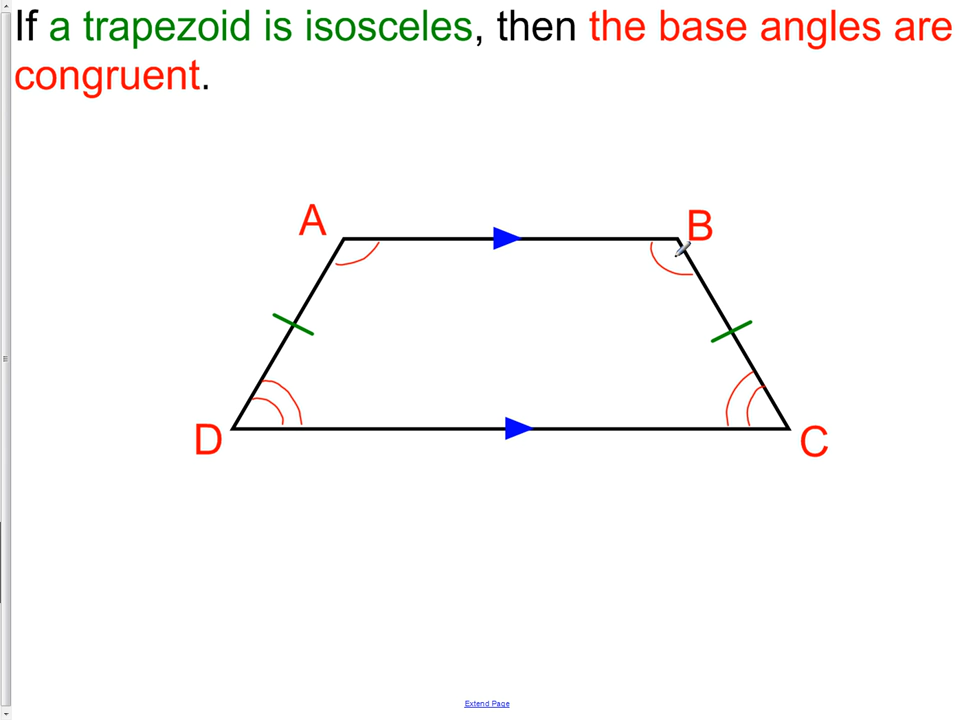 If a trapezoid is isosceles, then the base angles are
congruent.
A
B
D
C
Extend Page